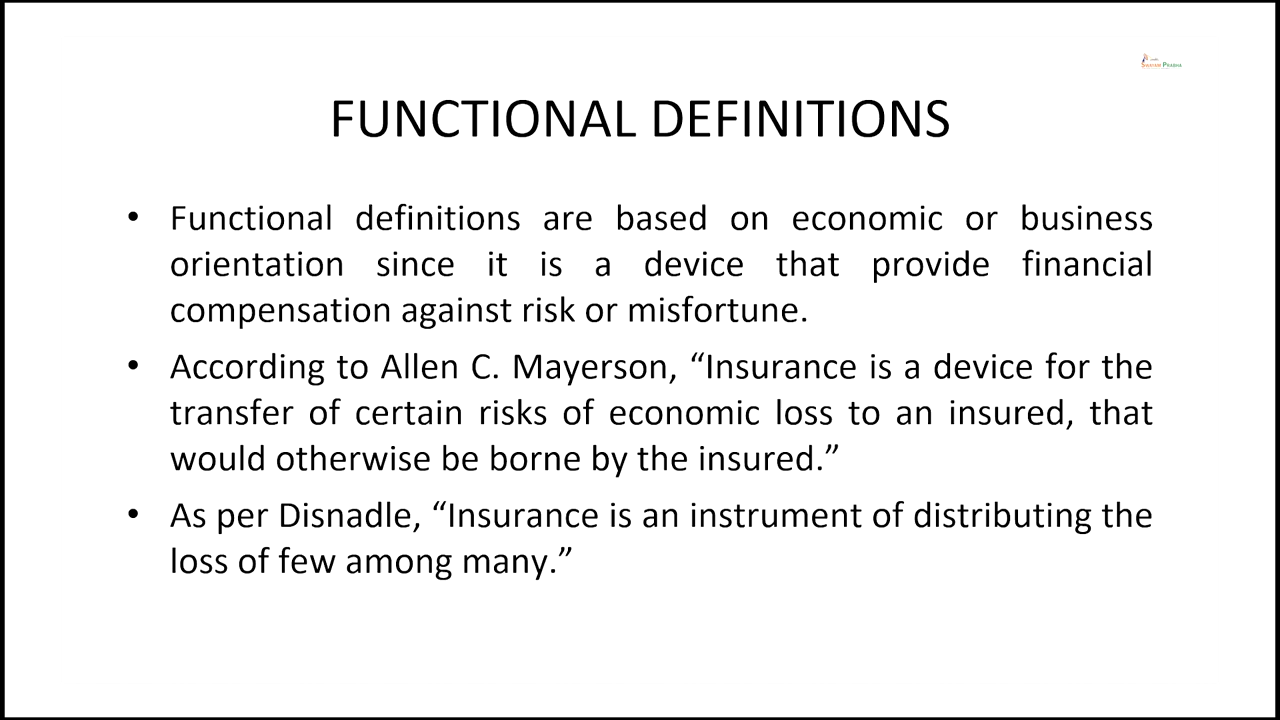 SWAYAM PRABHA
FUNCTIONAL DEFINITIONS
• Functional definitions are based on economic or business
orientation since it is a device that provide financial
compensation against risk or misfortune.
• According to Allen C. Mayerson, “Insurance is a device for the
transfer of certain risks of economic loss to an insured, that
would otherwise be borne by the insured.”
• As per Disnadle, “Insurance is an instrument of distributing the
loss of few among many.”